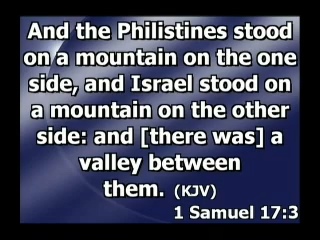 And the Philistines stood
on a mountain on the one
side, and Israel stood on
a mountain on the other
side: and [there was] a
valley between
them. (KJV)
1 Samuel 17:3